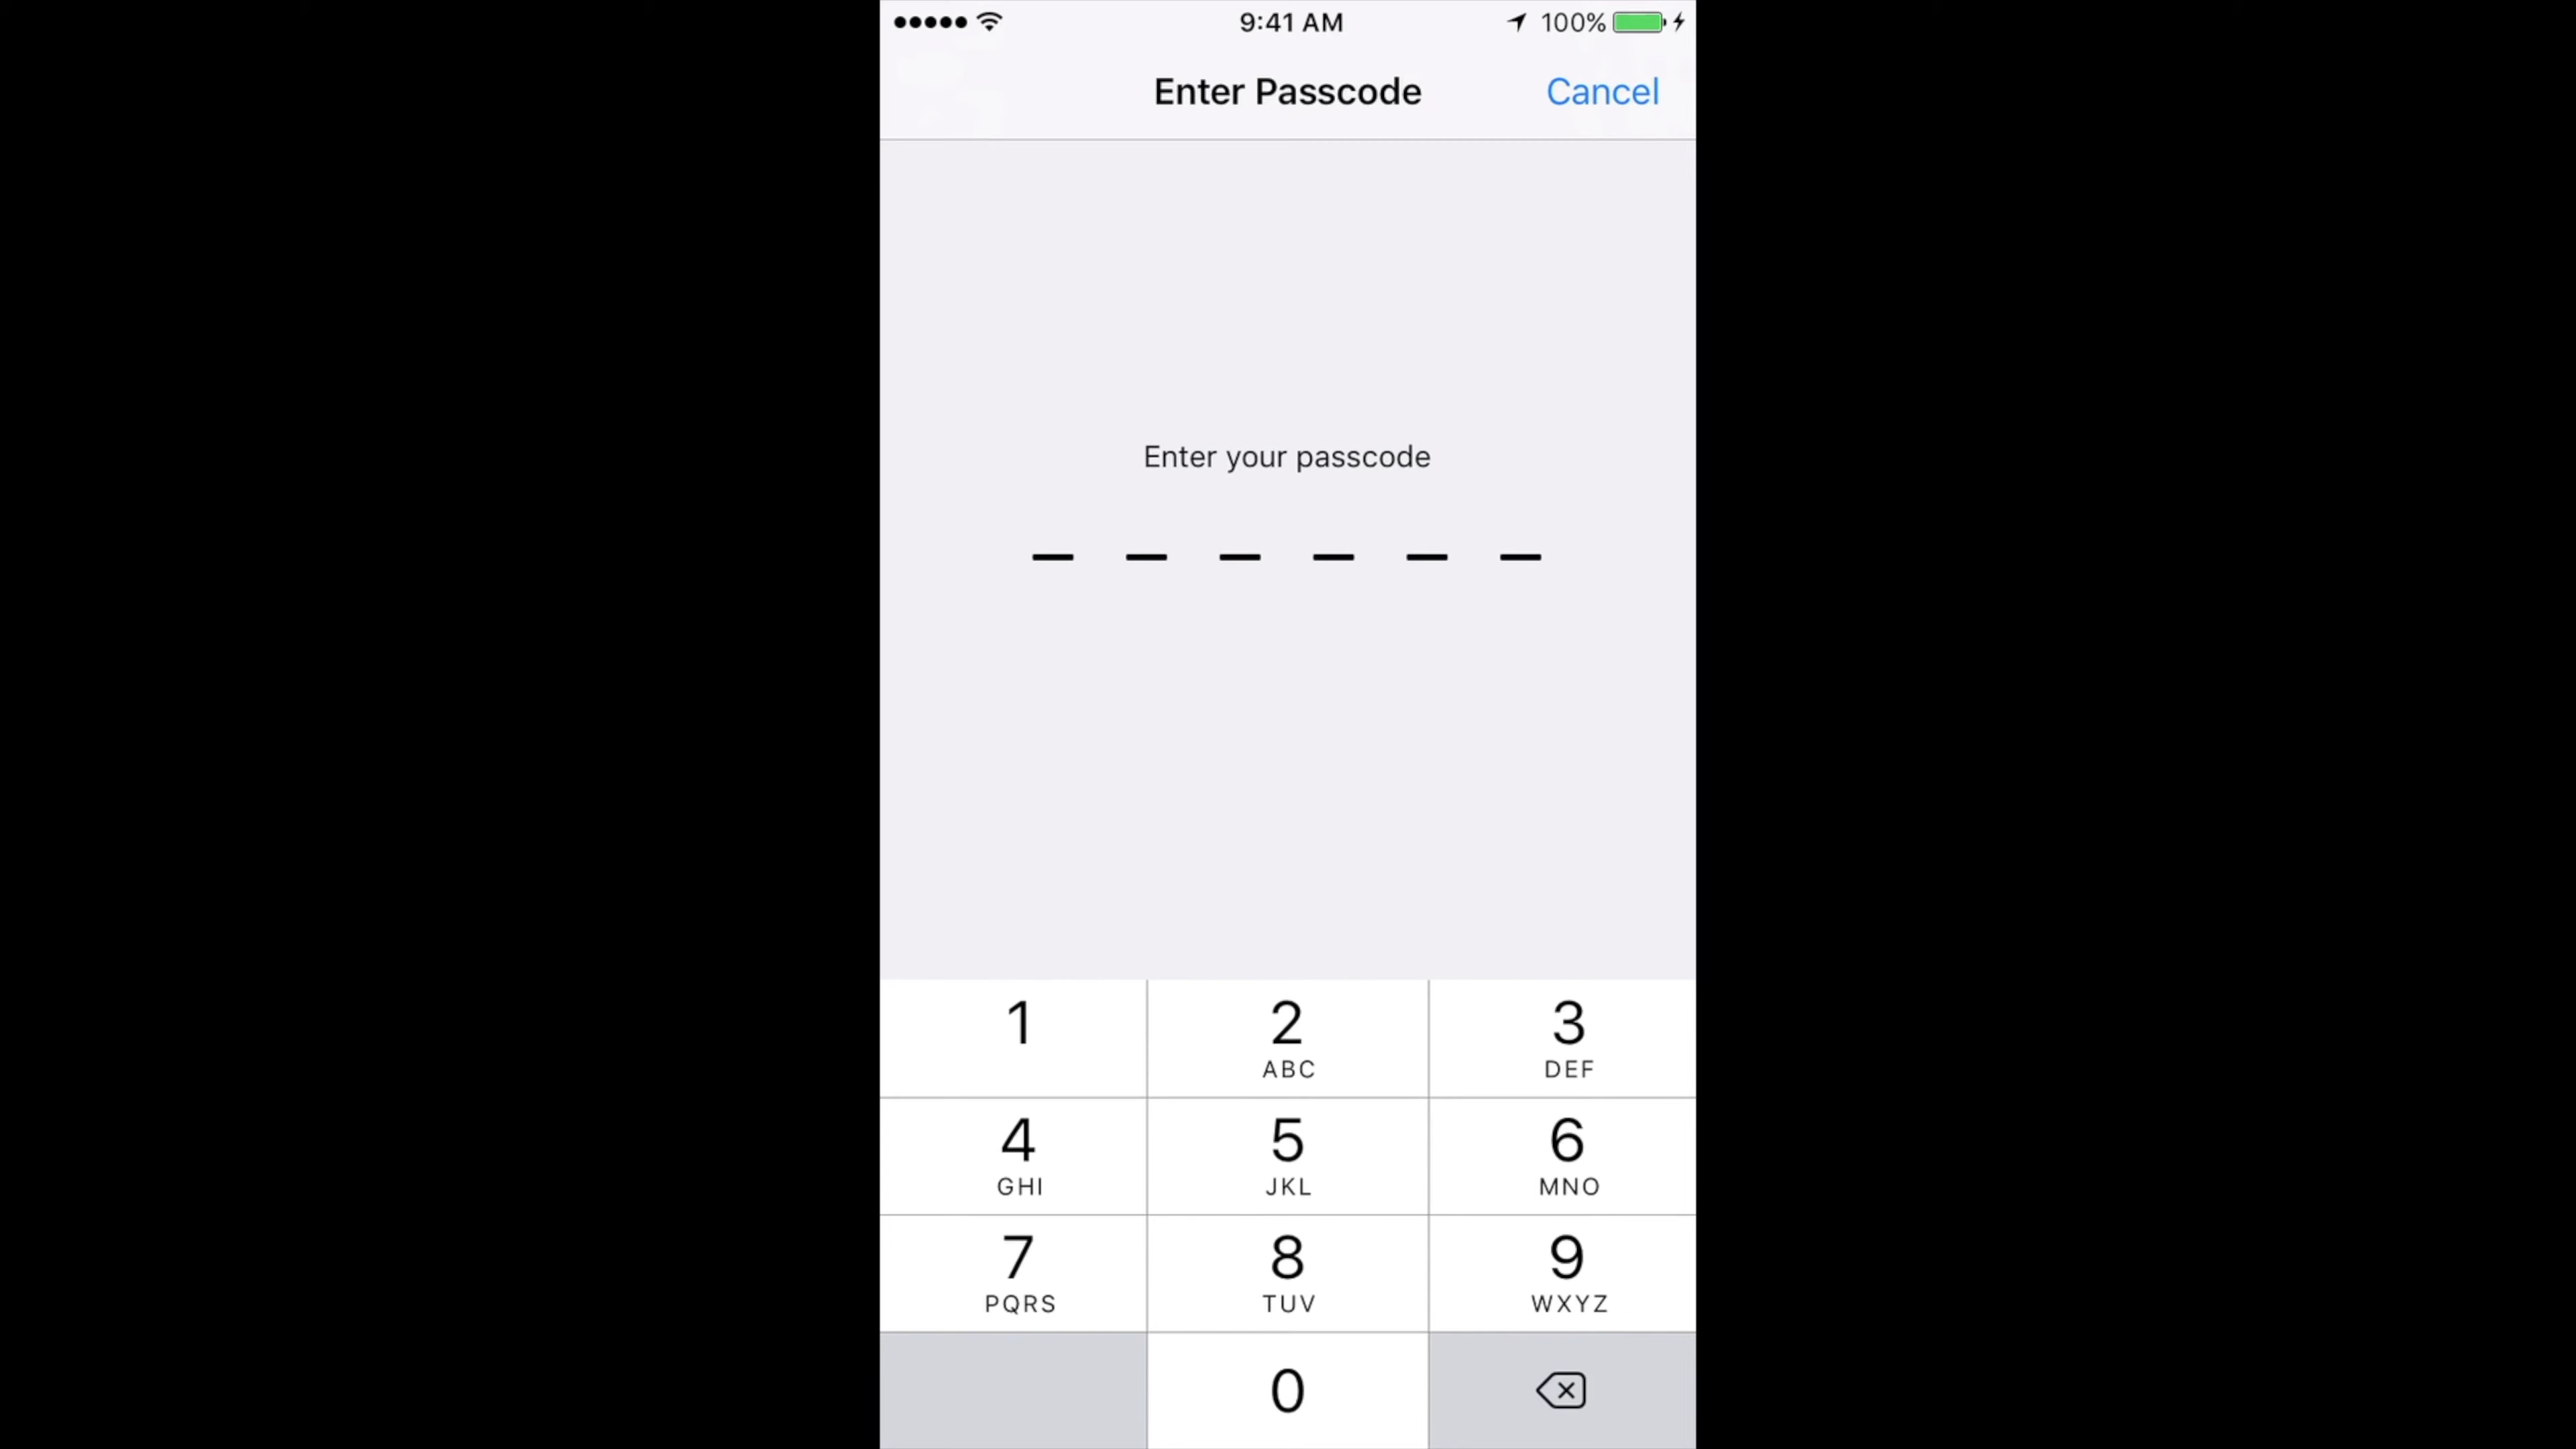 9:41 AM 100%
Enter Passcode Cancel
Enter your passcode
1 2 3
ABC DEF
4 5 6
GHI JKL MNO
7 8 9
PQRS TUV WXYZ
0